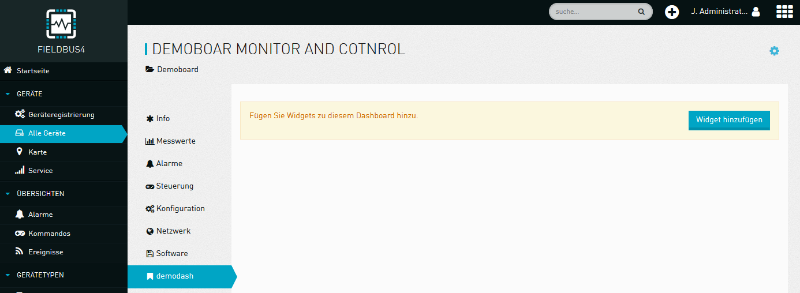 suche...
J. Administrat...
FIELDBUS4
Startseite
GERÄTE
Geräteregistrierung
Alle Geräte
Karte
Service
ÜBERSICHTEN
Alarme
Kommandos
Ereignisse
GERÄTETYPEN
DEMOBOAR MONITOR AND COTNROL
Demoboard
Info
Messwerte
Alarme
Steuerung
Konfiguration
Netzwerk
Software
demodash
Fügen Sie Widgets zu diesem Dashboard hinzu
Widget hinzufügen